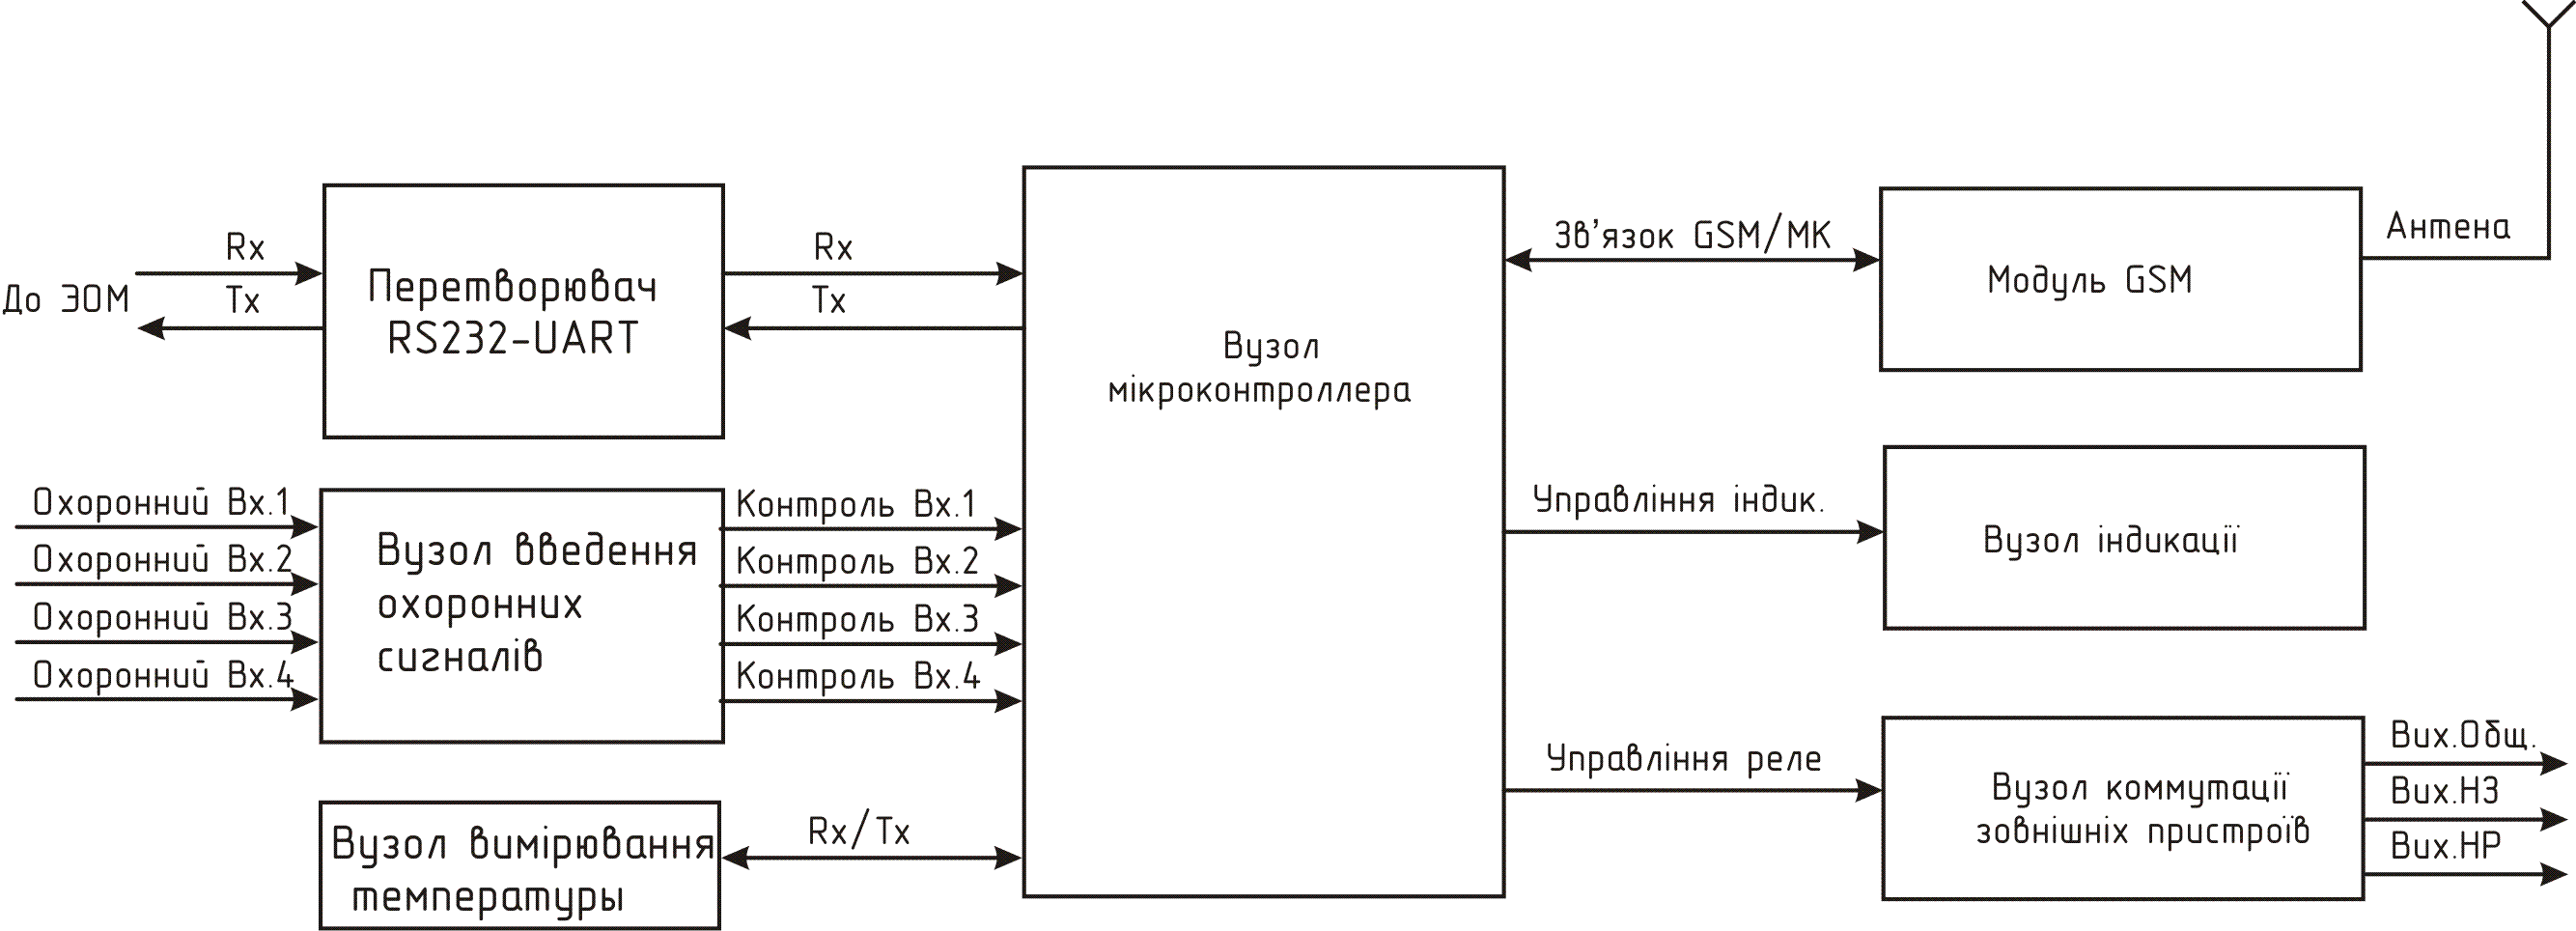 До ЭОМ
Rx
Tx
Перетворювач
RS232-UART
Rx
Tx
Охоронний Вх.1
Охоронний Вх.2
Охоронний Вх.3
Охоронний Вх.4
Вузол введення
охоронних
сигналів
Контроль Вх.1
Контроль Вх.2
Контроль Вх.3
Контроль Вх.4
Вузол вимірювання
температуры
Rx/Tx
Вузол
мікроконтроллера
Зв'язок GSM/МК
Модуль GSM
Антена
Управління індик.
Вузол індикації
Управління реле
Вузол коммутації
зовнішніх пристроїв
Вих.Общ.
Вих.НЗ
Вих.НР